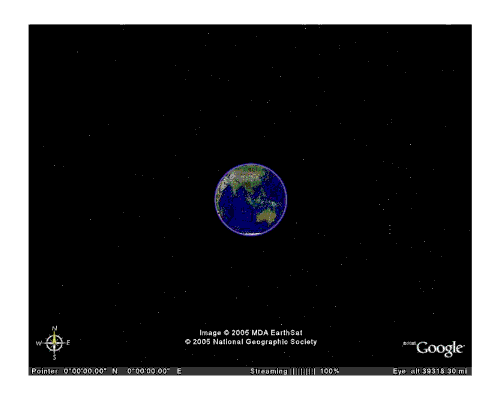 N
W E
S
Image © 2005 MDA EarthSat
© 2005 National Geographic Society
Google
Pointer 0°00'00.00" N 0°00'00.00" E Streaming |||||||||| 100% Eye alt 39318.30 mi